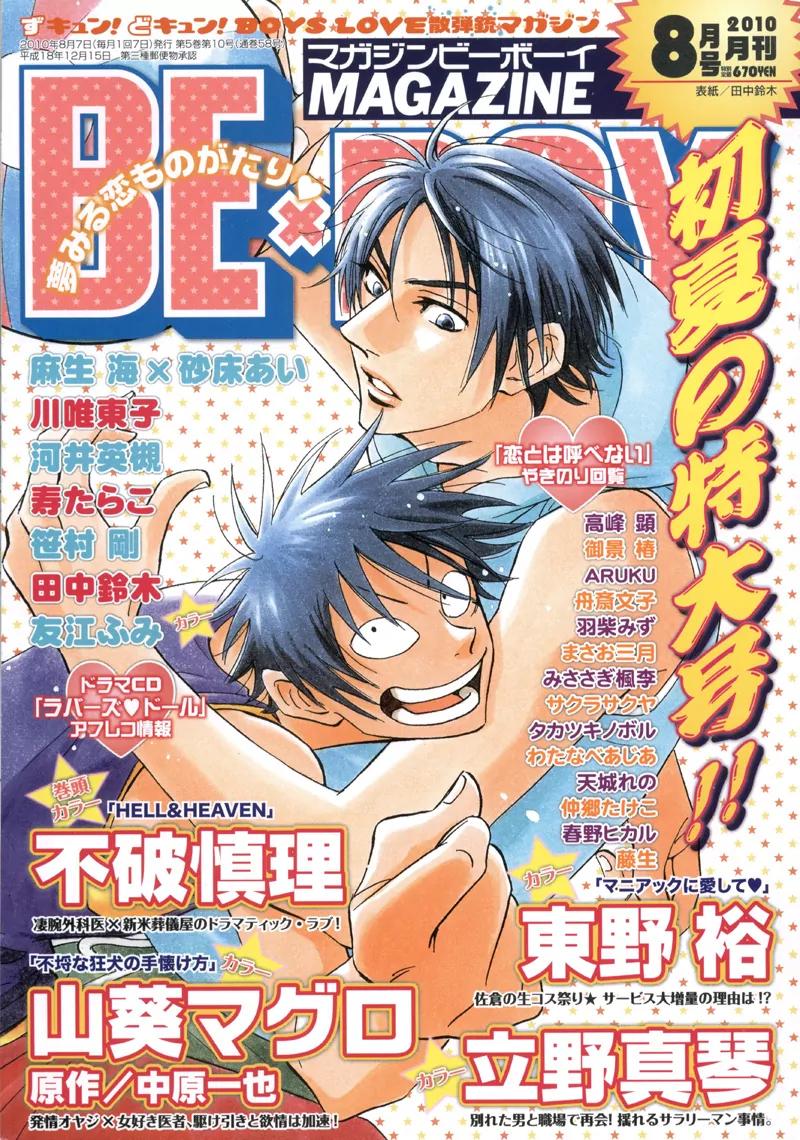 ずキュン!どキュン!BOYS LOVE散弾銃マガジン
2010年8月7日(毎月1回7日)発行 第5巻第10号(通巻58号)
平成18年12月15日 第三種郵便物承認
マガジンビーボーイ
MAGAZINE
BE×BOY
2010
8月号
月刊
特別定価670YEN
表紙/田中鈴木
夢みる恋ものがたり♥
初夏の特大号!!
麻生 海×砂床あい
川唯東子
河井英槻
寿たらこ
笹村 剛
田中鈴木
友江ふみ カラー
ドラマCD
「ラバーズ♥ドール」
アフレコ情報
「恋とは呼べない」
やきのり回覧
高峰 顕
御景 椿
ARUKU
舟斎文子
羽柴みず
まさお三月
みささぎ楓李
サクラサクヤ
タカツキノボル
わたなべあじあ
天城れの
仲郷たけこ
春野ヒカル
藤生
巻頭カラー
「HELL&HEAVEN」
不破慎理
凄腕外科医×新米葬儀屋のドラマティック・ラブ!
カラー
「マニアックに愛して♥」
東野 裕
佐倉の生コス祭り★ サービス大増量の理由は!?
「不埒な狂犬の手懐け方」 カラー
山葵マグロ
原作/中原一也
発情オヤジ×女好き医者、駆け引きと欲情は加速!
カラー
立野真琴
別れた男と職場で再会!揺れるサラリーマン事情。